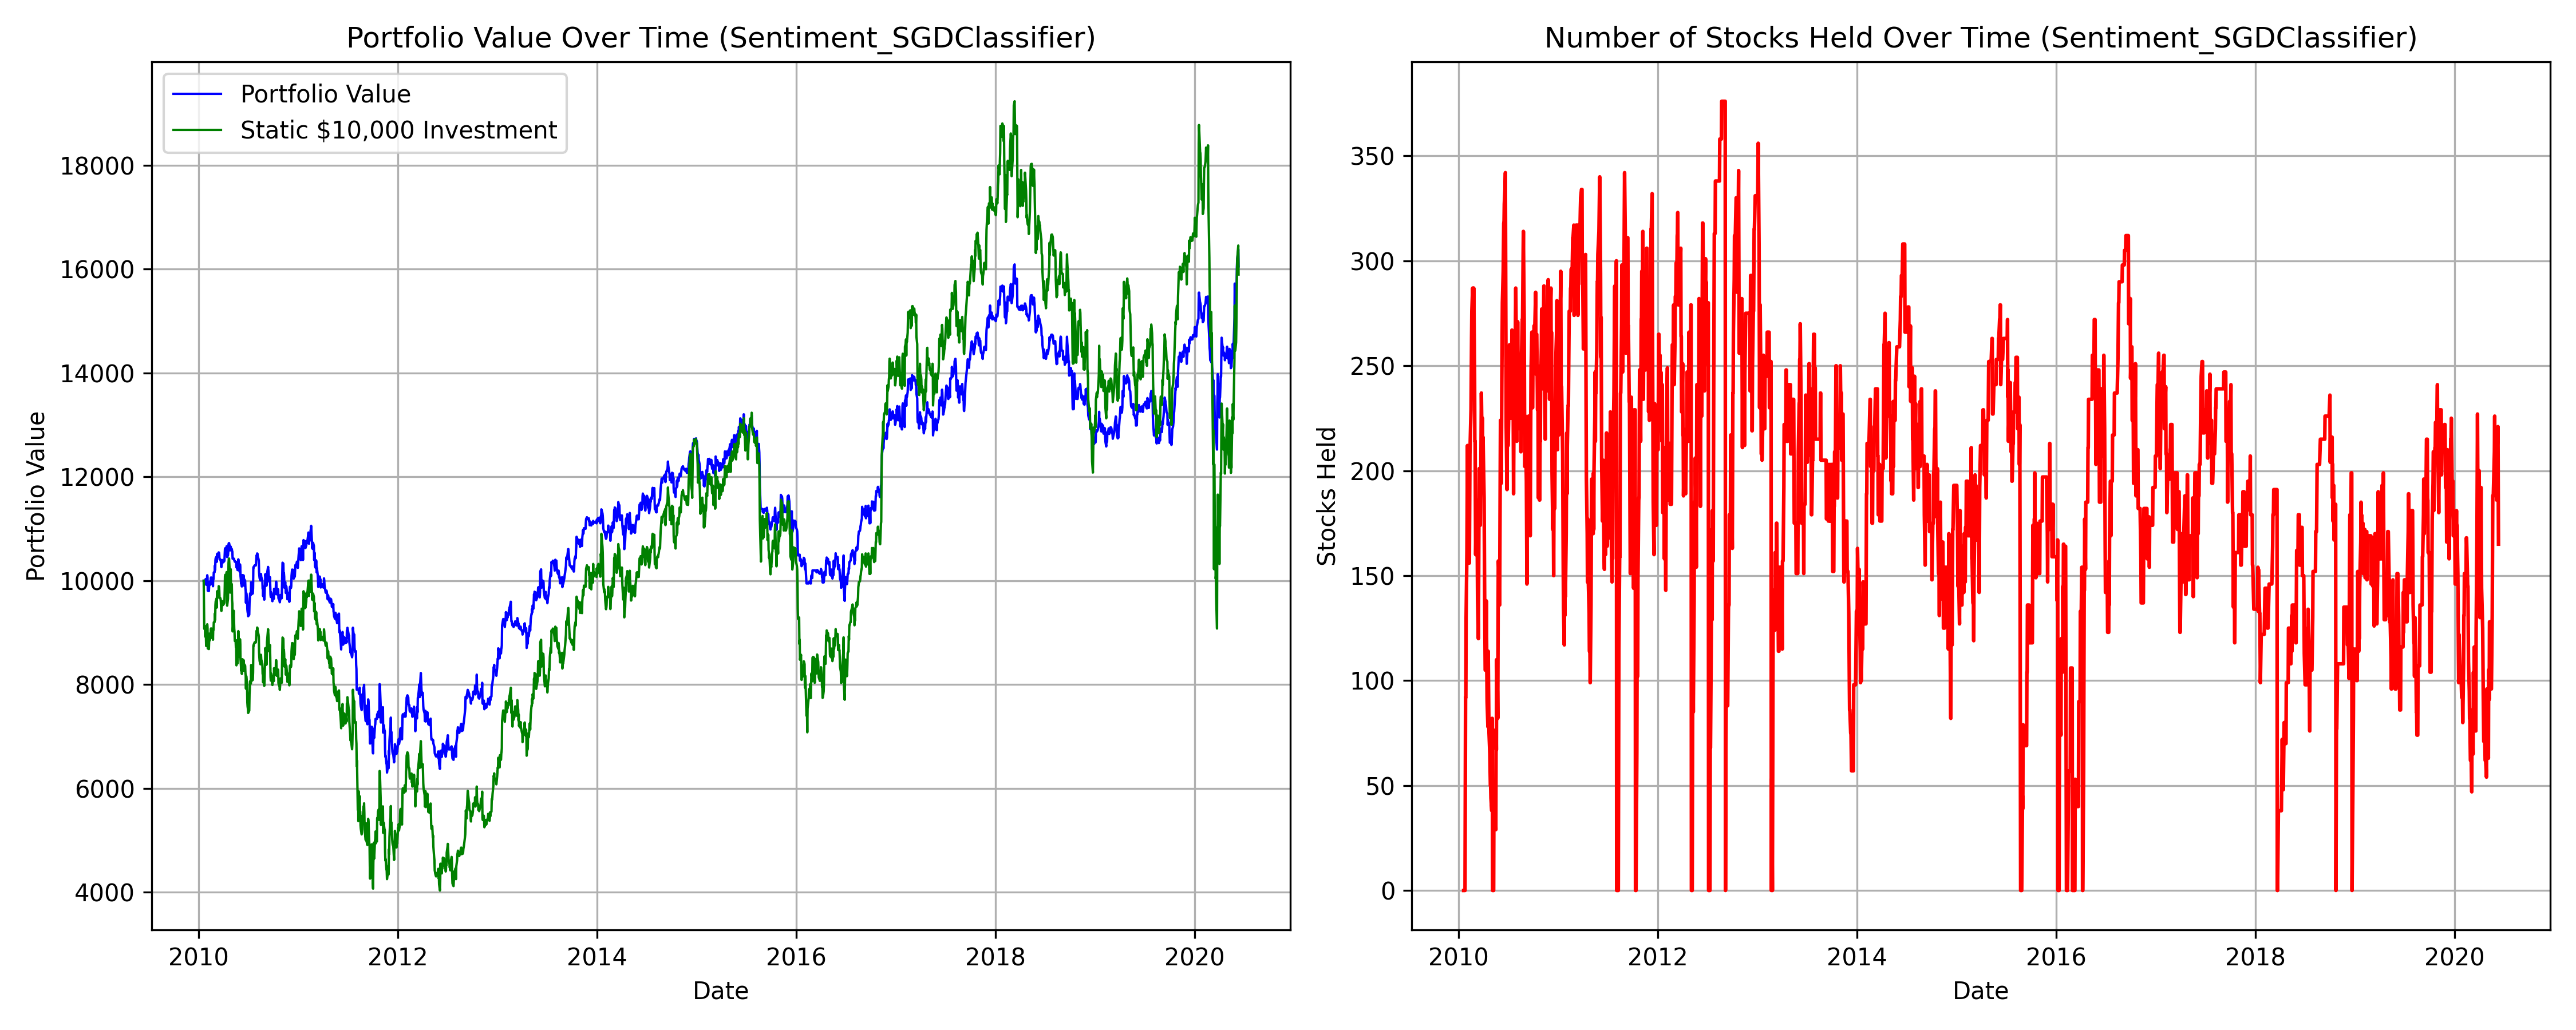 Portfolio Value Over Time (Sentiment_SGDClassifier)
Portfolio Value
Static $10,000 Investment
Portfolio Value
18000
16000
14000
12000
10000
8000
6000
4000
2010 2012 2014 2016 2018 2020
Date
Number of Stocks Held Over Time (Sentiment_SGDClassifier)
Stocks Held
350
300
250
200
150
100
50
0
2010 2012 2014 2016 2018 2020
Date